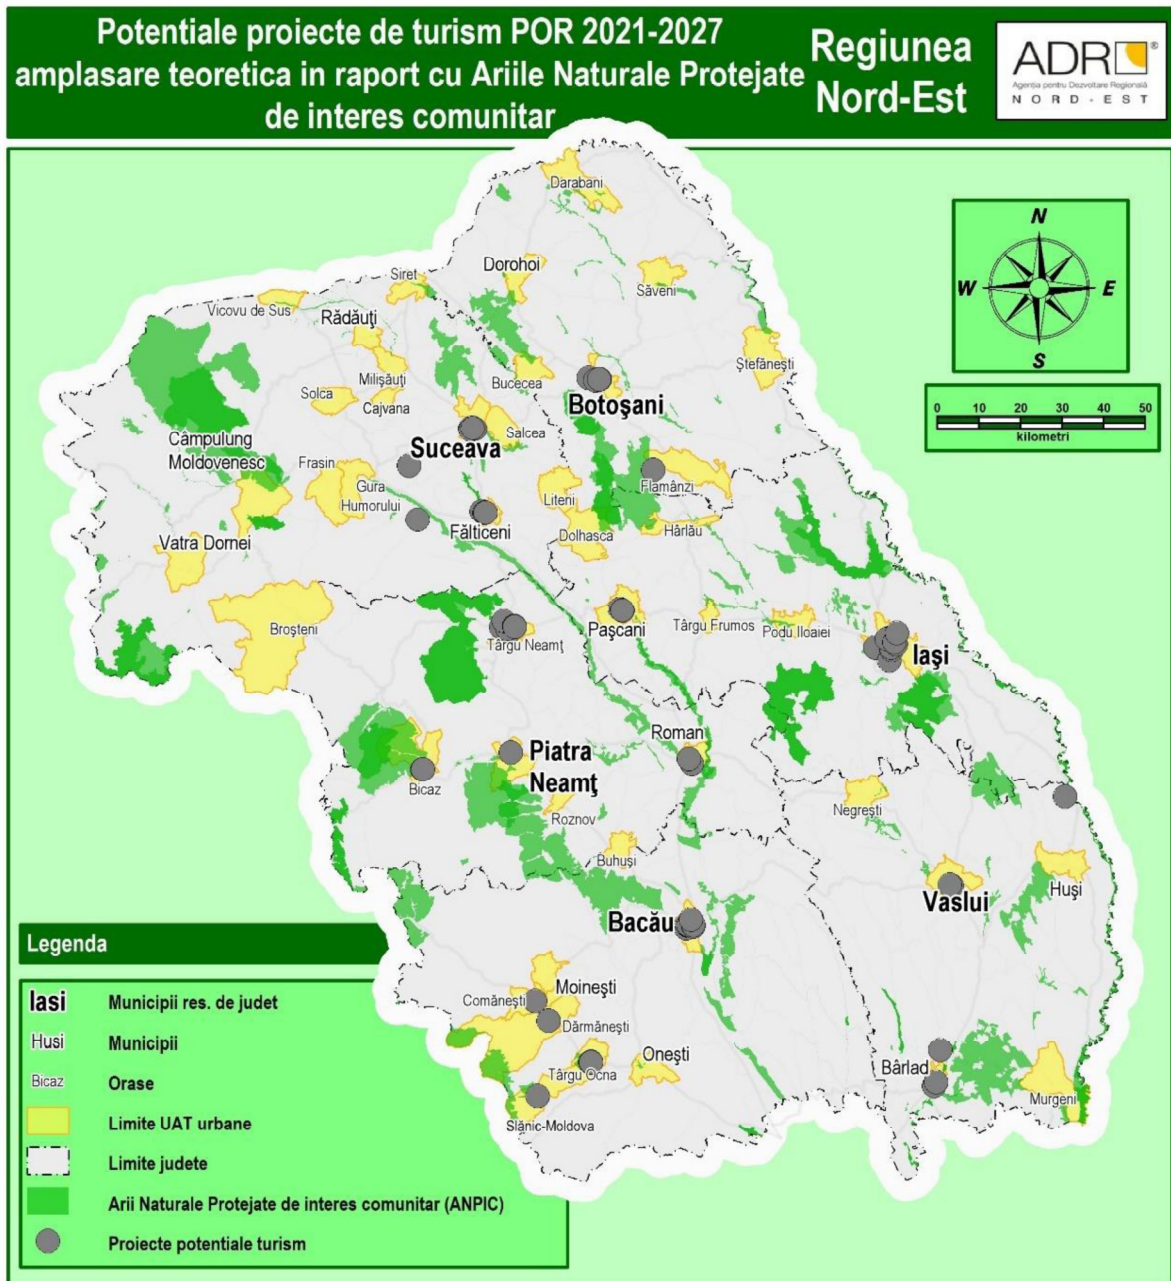 Potentiale proiecte de turism POR 2021-2027
amplasare teoretica in raport cu Ariile Naturale Protejate
de interes comunitar
Regiunea
Nord-Est
ADR
®
Agenția pentru Dezvoltare Regională
NORD-EST
Darabani
N
W
E
S
Dorohoi
Siret
Săveni
Vicovu de Sus
Rădăuţi
Ştefăneşti
Milişăuţi
Bucecea
Solca
Cajvana
Botoşani
0 10 20 30 40 50
kilometri
Salcea
Suceava
Câmpulung
Moldovenesc
Frasin
Gura
Humorului
Flamânzi
Liteni
Fălticeni
Dolhasca
Hârlău
Vatra Dornei
Broşteni
Târgu Neamţ
Paşcani
Târgu Frumos
Podu Iloaiei
Iaşi
Roman
Piatra
Neamţ
Bicaz
Roznov
Negreşti
Buhuşi
Vaslui
Huşi
Bacău
Moineşti
Comăneşti
Dărmăneşti
Oneşti
Târgu Ocna
Slănic-Moldova
Bârlad
Murgeni
Legenda
Iasi Municipii res. de judet
Husi Municipii
Bicaz Orase
Limite UAT urbane
Limite judete
Arii Naturale Protejate de interes comunitar (ANPIC)
Proiecte potentiale turism